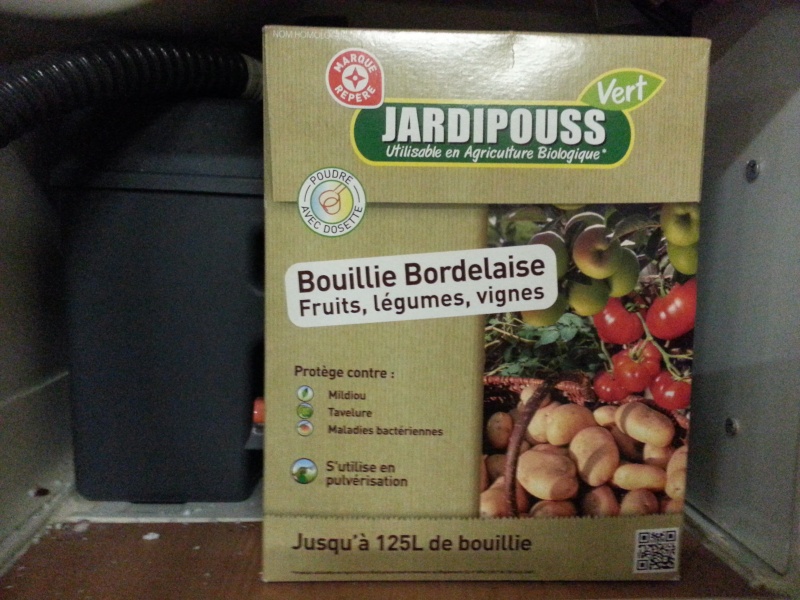 MARQUE
REPÈRE
Vert
JARDIPOUSS
Utilisable en Agriculture Biologique*
POUDRE
AVEC DOSETTE
Bouillie Bordelaise
Fruits, légumes, vignes
Protège contre :
Mildiou
Tavelure
Maladies bactériennes
S'utilise en
pulvérisation
Jusqu'à 125L de bouillie